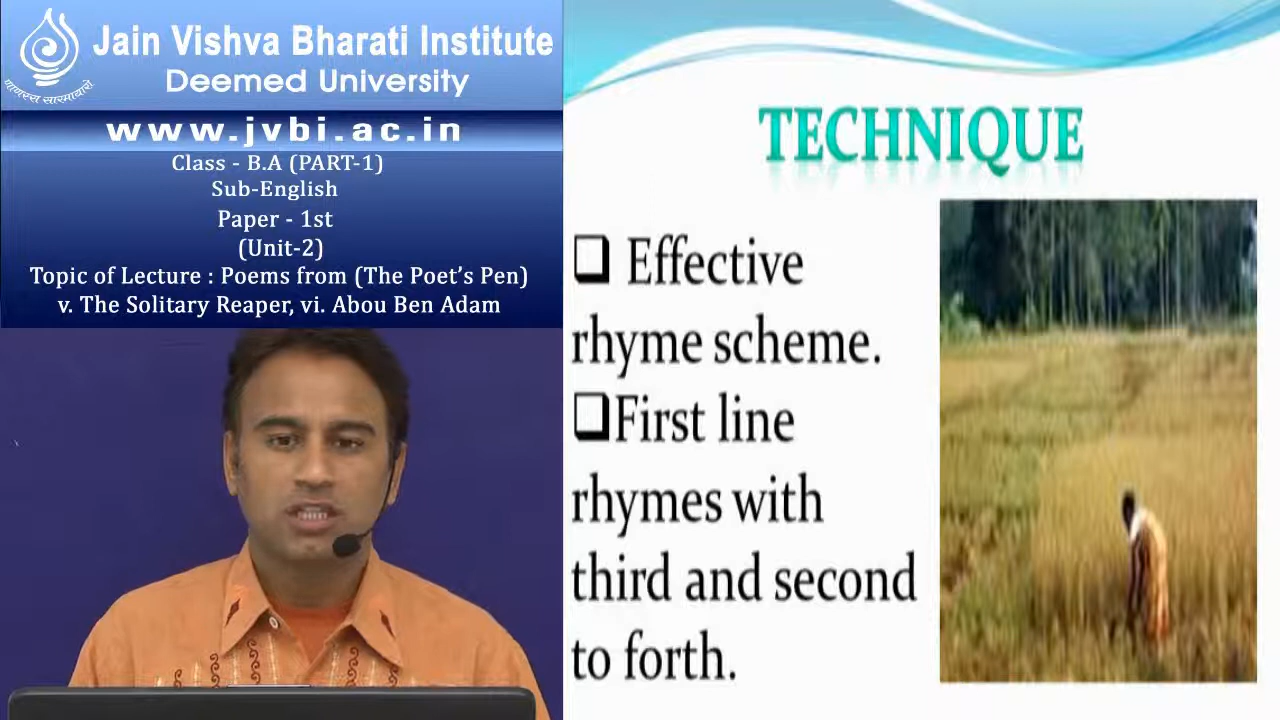 Jain Vishva Bharati Institute
Deemed University
www.jvbi.ac.in
Class - B.A (PART-1)
Sub-English
Paper - 1st
(Unit-2)
Topic of Lecture : Poems from (The Poet's Pen)
v. The Solitary Reaper, vi. Abou Ben Adam
TECHNIQUE
Effective
rhyme scheme.
First line
rhymes with
third and second
to forth.